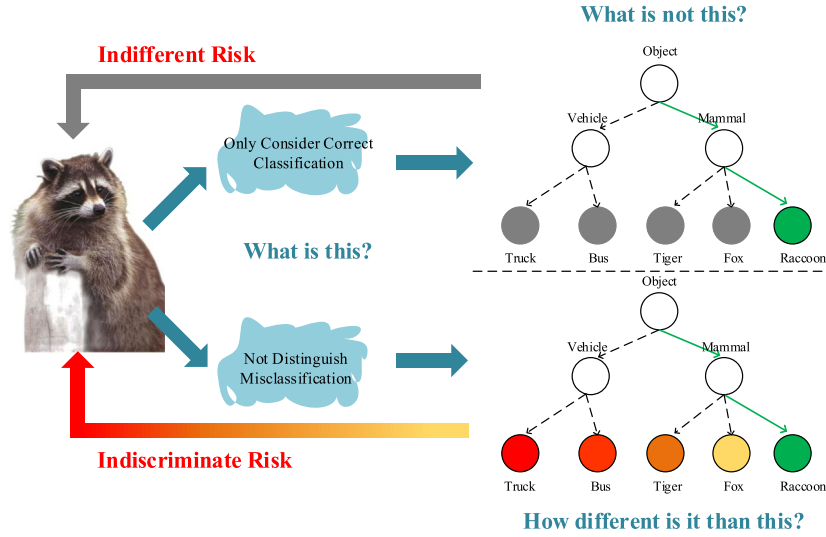 What is not this?
Indifferent Risk
Object
Vehicle
Mammal
Only Consider Correct
Classification
Truck
Bus
Tiger
Fox
Raccoon
What is this?
Object
Vehicle
Mammal
Not Distinguish
Misclassification
Indiscriminate Risk
Truck
Bus
Tiger
Fox
Raccoon
How different is it than this?